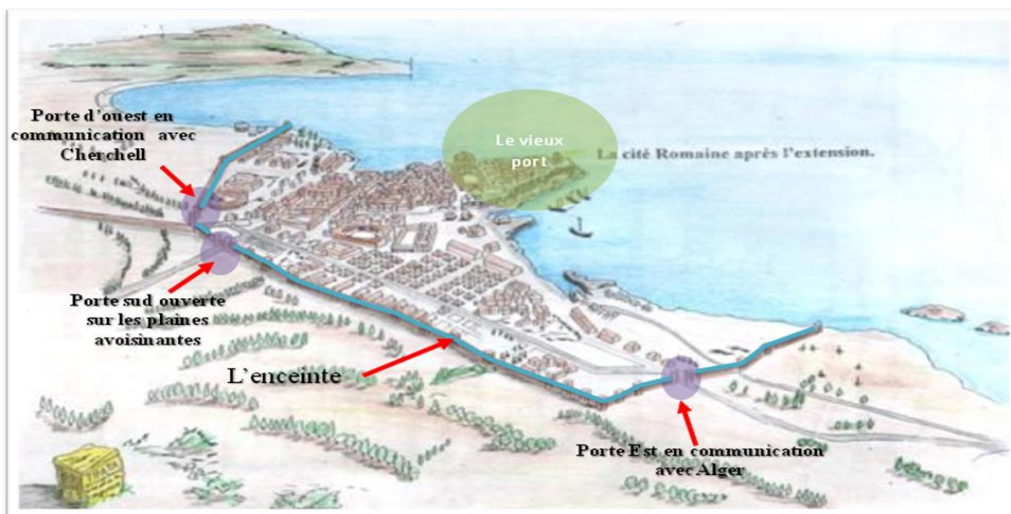 Porte d'ouest en
communication avec
Cherchell
Le vieux
port
La cité Romaine après l'extension.
Porte sud ouverte
sur les plaines
avoisinantes
L'enceinte
Porte Est en communication
avec Alger